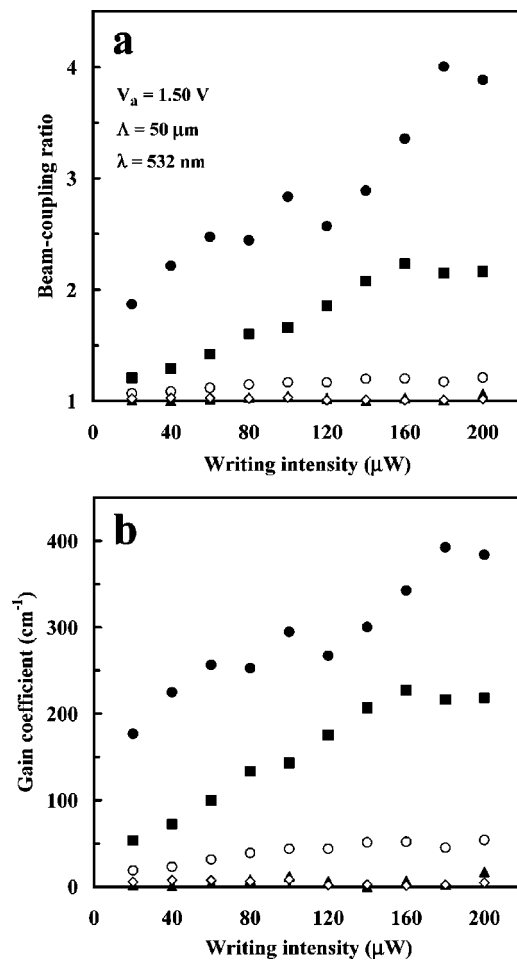 a
V_a = 1.50 V
Λ = 50 μm
λ = 532 nm
Beam-coupling ratio
4
3
2
1
0 40 80 120 160 200
Writing intensity (μW)
b
Gain coefficient (cm⁻¹)
400
300
200
100
0
0 40 80 120 160 200
Writing intensity (μW)